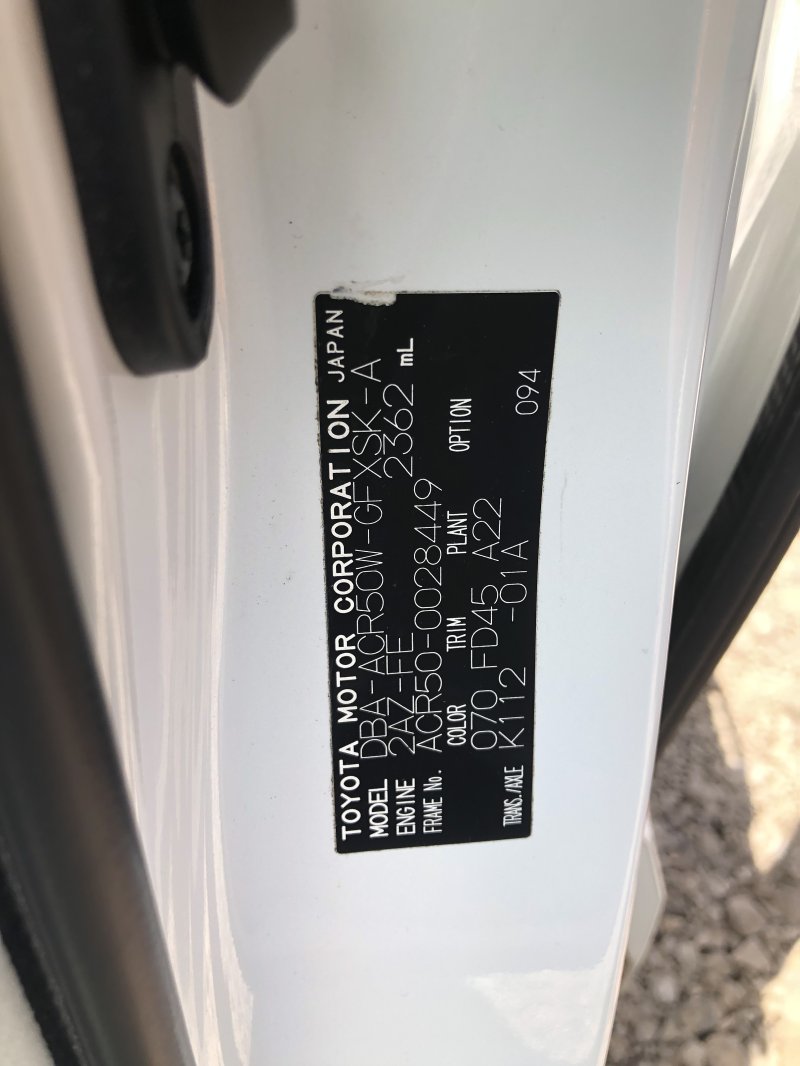 TOYOTA MOTOR CORPORATION JAPAN
MODEL DBA-ACR50W-GFXSK-A
ENGINE 2AZ-FE 2362 mL
FRAME No. ACR50-0028449
COLOR TRIM PLANT OPTION
070 FD45 A22
TRANS./AXLE K112 -01A 094